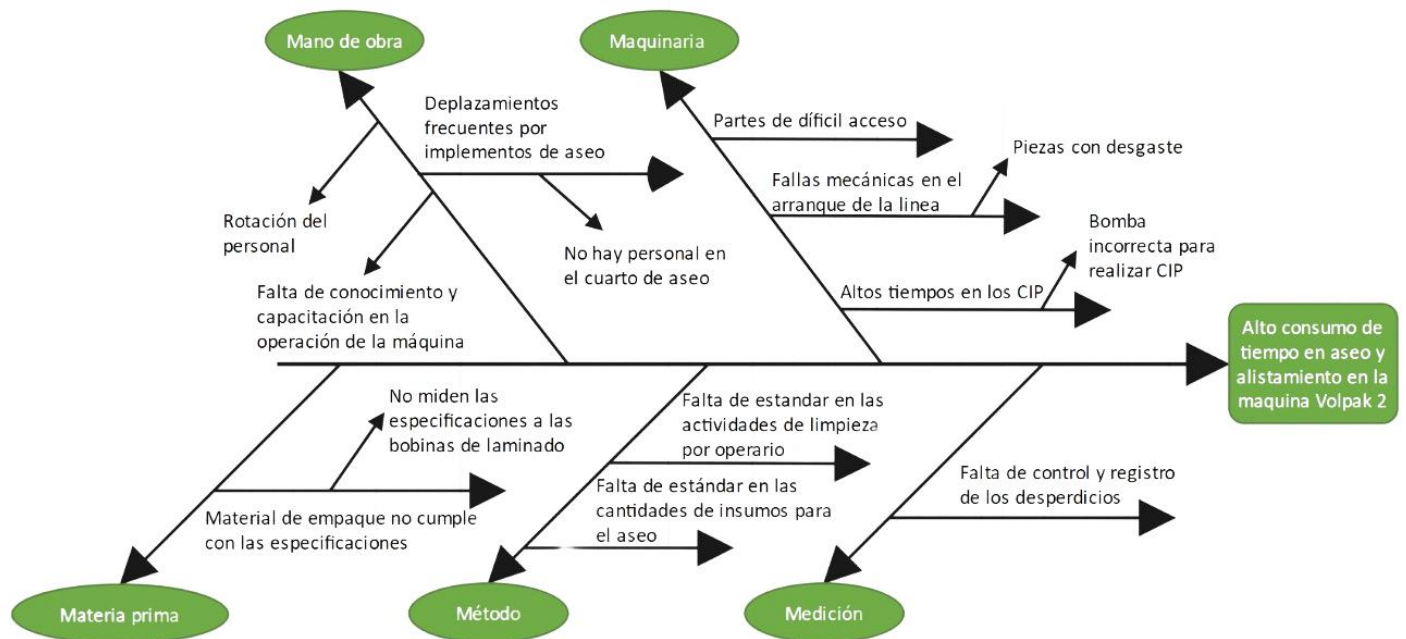 Mano de obra
Maquinaria
Deplazamientos
frecuentes por
implementos de aseo
Partes de díficil acceso
Piezas con desgaste
Fallas mecánicas en el
arranque de la linea
Rotación del
personal
Bomba
incorrecta para
realizar CIP
No hay personal en
el cuarto de aseo
Falta de conocimiento y
capacitación en la
operación de la máquina
Altos tiempos en los CIP
Alto consumo de
tiempo en aseo y
alistamiento en la
maquina Volpak 2
No miden las
especificaciones a las
bobinas de laminado
Falta de estandar en las
actividades de limpieza
por operario
Falta de control y registro
de los desperdicios
Falta de estándar en las
cantidades de insumos para
el aseo
Material de empaque no cumple
con las especificaciones
Materia prima
Método
Medición